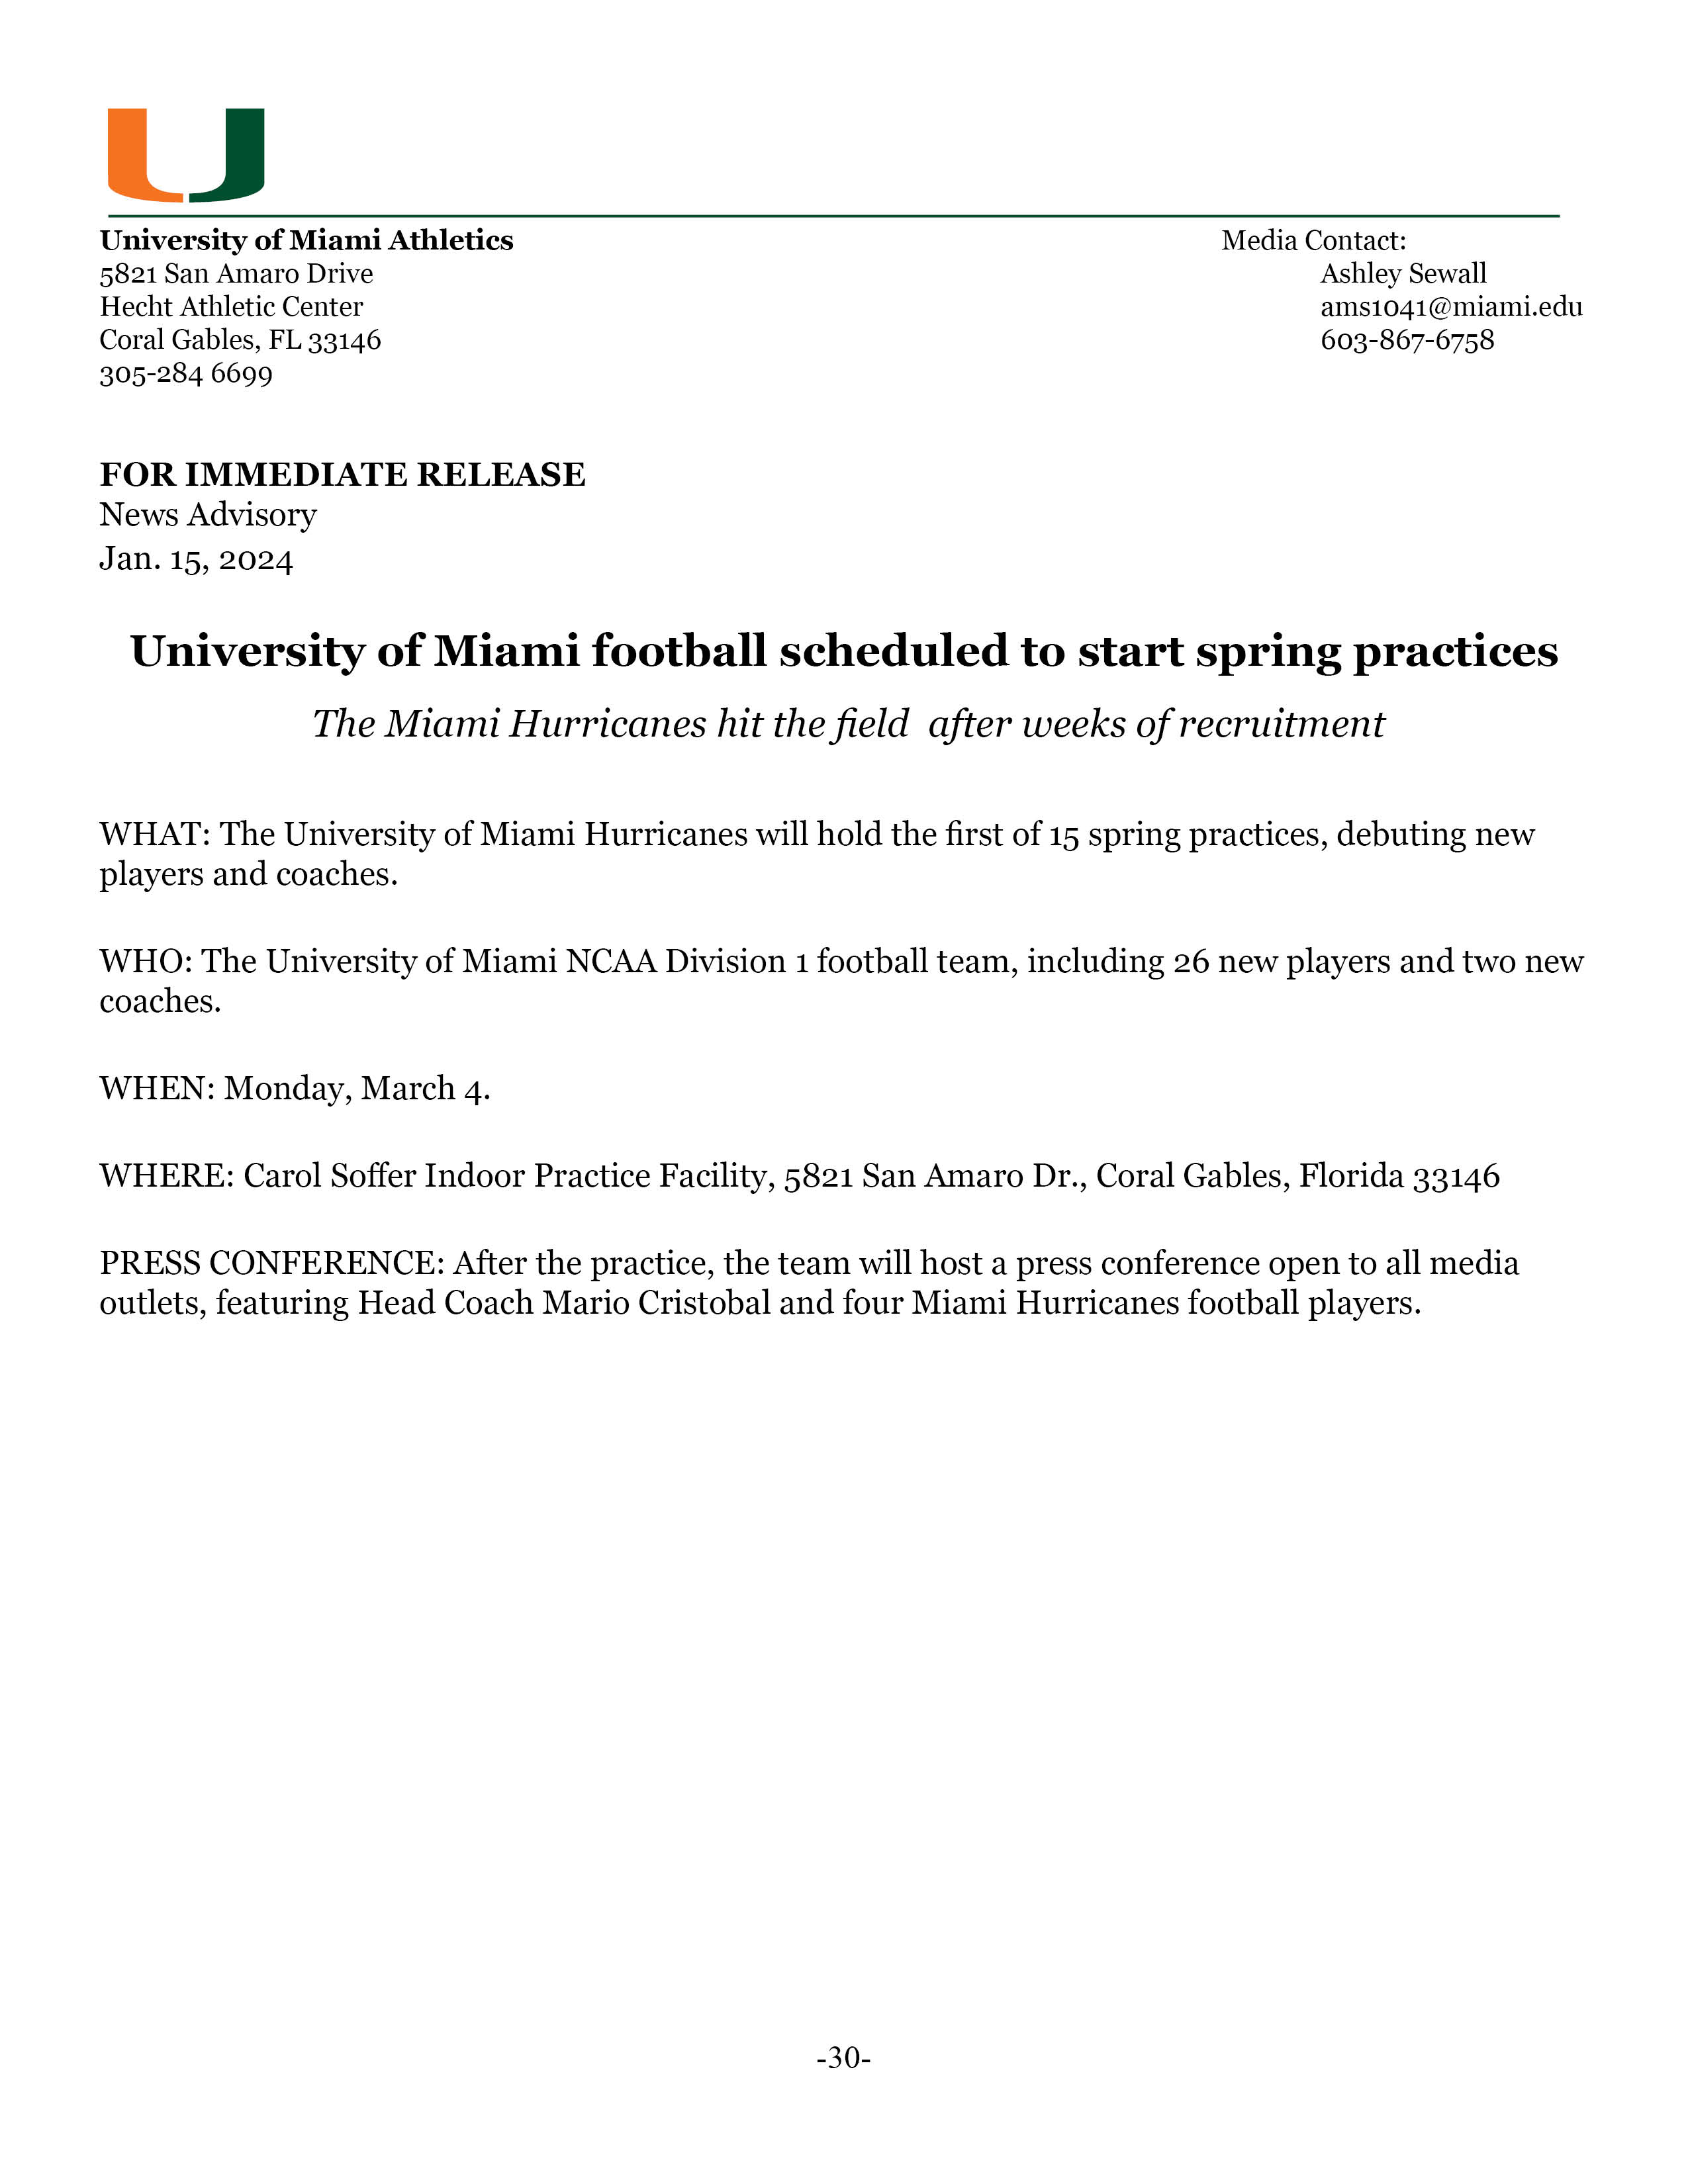 University of Miami Athletics
5821 San Amaro Drive
Hecht Athletic Center
Coral Gables, FL 33146
305-284 6699
Media Contact:
Ashley Sewall
ams1041@miami.edu
603-867-6758
FOR IMMEDIATE RELEASE
News Advisory
Jan. 15, 2024
University of Miami football scheduled to start spring practices
The Miami Hurricanes hit the field  after weeks of recruitment
WHAT: The University of Miami Hurricanes will hold the first of 15 spring practices, debuting new
players and coaches.
WHO: The University of Miami NCAA Division 1 football team, including 26 new players and two new
coaches.
WHEN: Monday, March 4.
WHERE: Carol Soffer Indoor Practice Facility, 5821 San Amaro Dr., Coral Gables, Florida 33146
PRESS CONFERENCE: After the practice, the team will host a press conference open to all media
outlets, featuring Head Coach Mario Cristobal and four Miami Hurricanes football players.
-30-